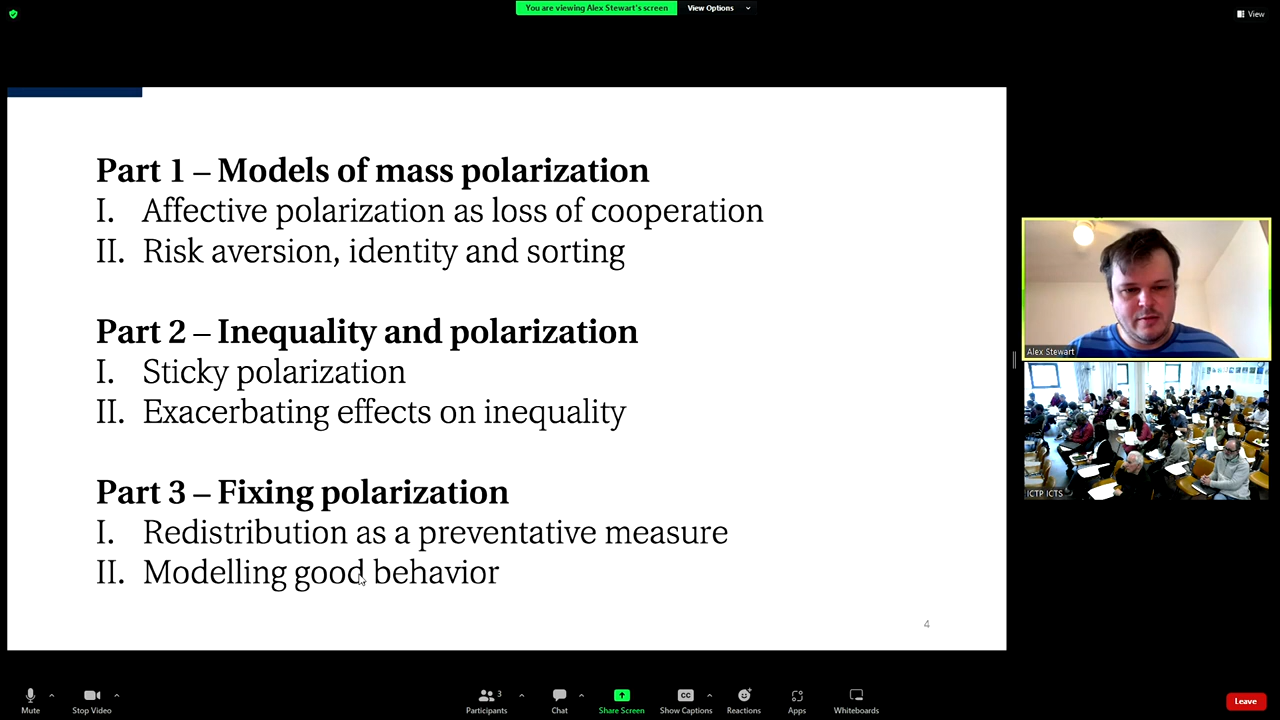 You are viewing Alex Stewart's screen
View Options
View
Part 1 – Models of mass polarization
I. Affective polarization as loss of cooperation
II. Risk aversion, identity and sorting
Part 2 – Inequality and polarization
I. Sticky polarization
II. Exacerbating effects on inequality
Part 3 – Fixing polarization
I. Redistribution as a preventative measure
II. Modelling good behavior
4
Alex Stewart
ICTP ICTS
Mute
Stop Video
Participants
3
Chat
Share Screen
CC
Show Captions
Reactions
Apps
Whiteboards
Leave